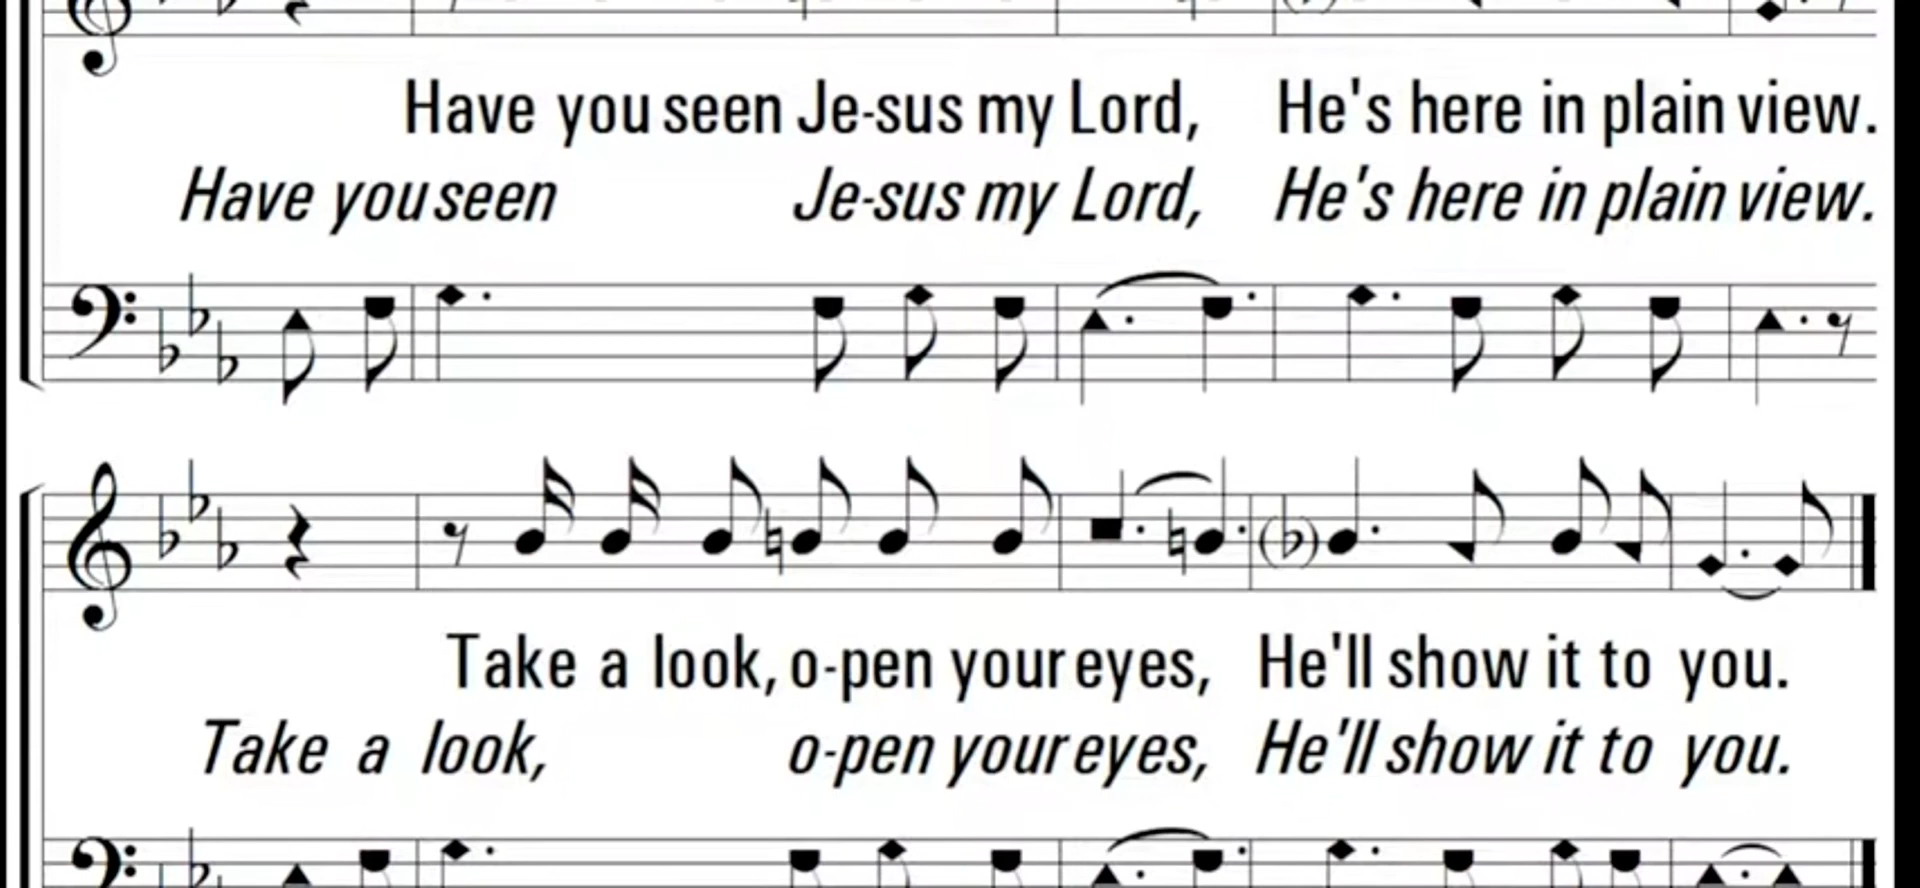 Have you seen Je-sus my Lord, He's here in plain view.
Have you seen Je-sus my Lord, He's here in plain view.
Take a look, o-pen your eyes, He'll show it to you.
Take a look, o-pen your eyes, He'll show it to you.